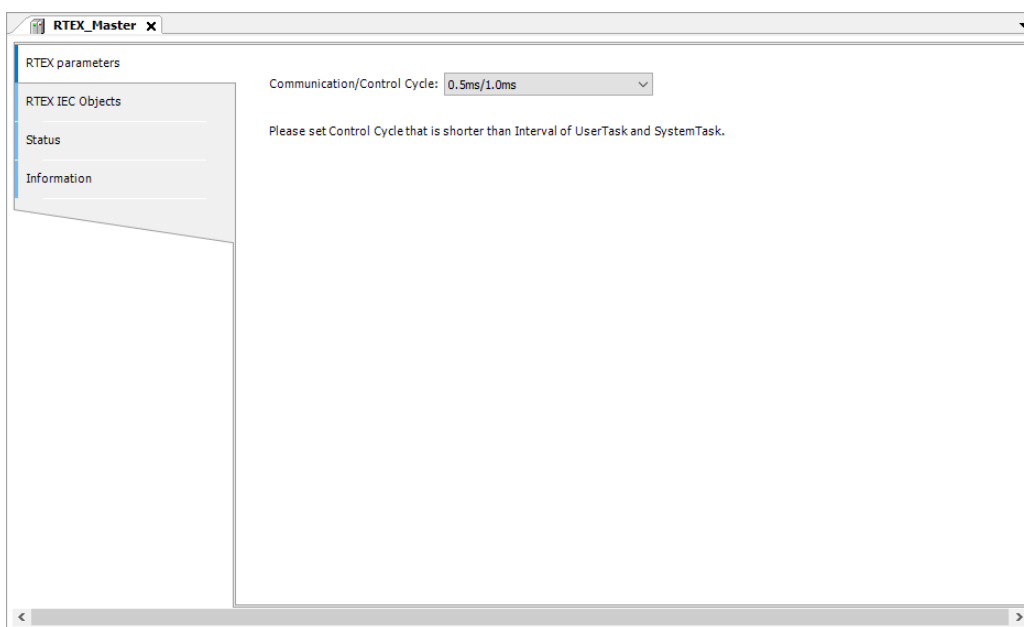 RTEX_Master
RTEX parameters
RTEX IEC Objects
Status
Information
Communication/Control Cycle: 0.5ms/1.0ms
Please set Control Cycle that is shorter than Interval of UserTask and SystemTask.